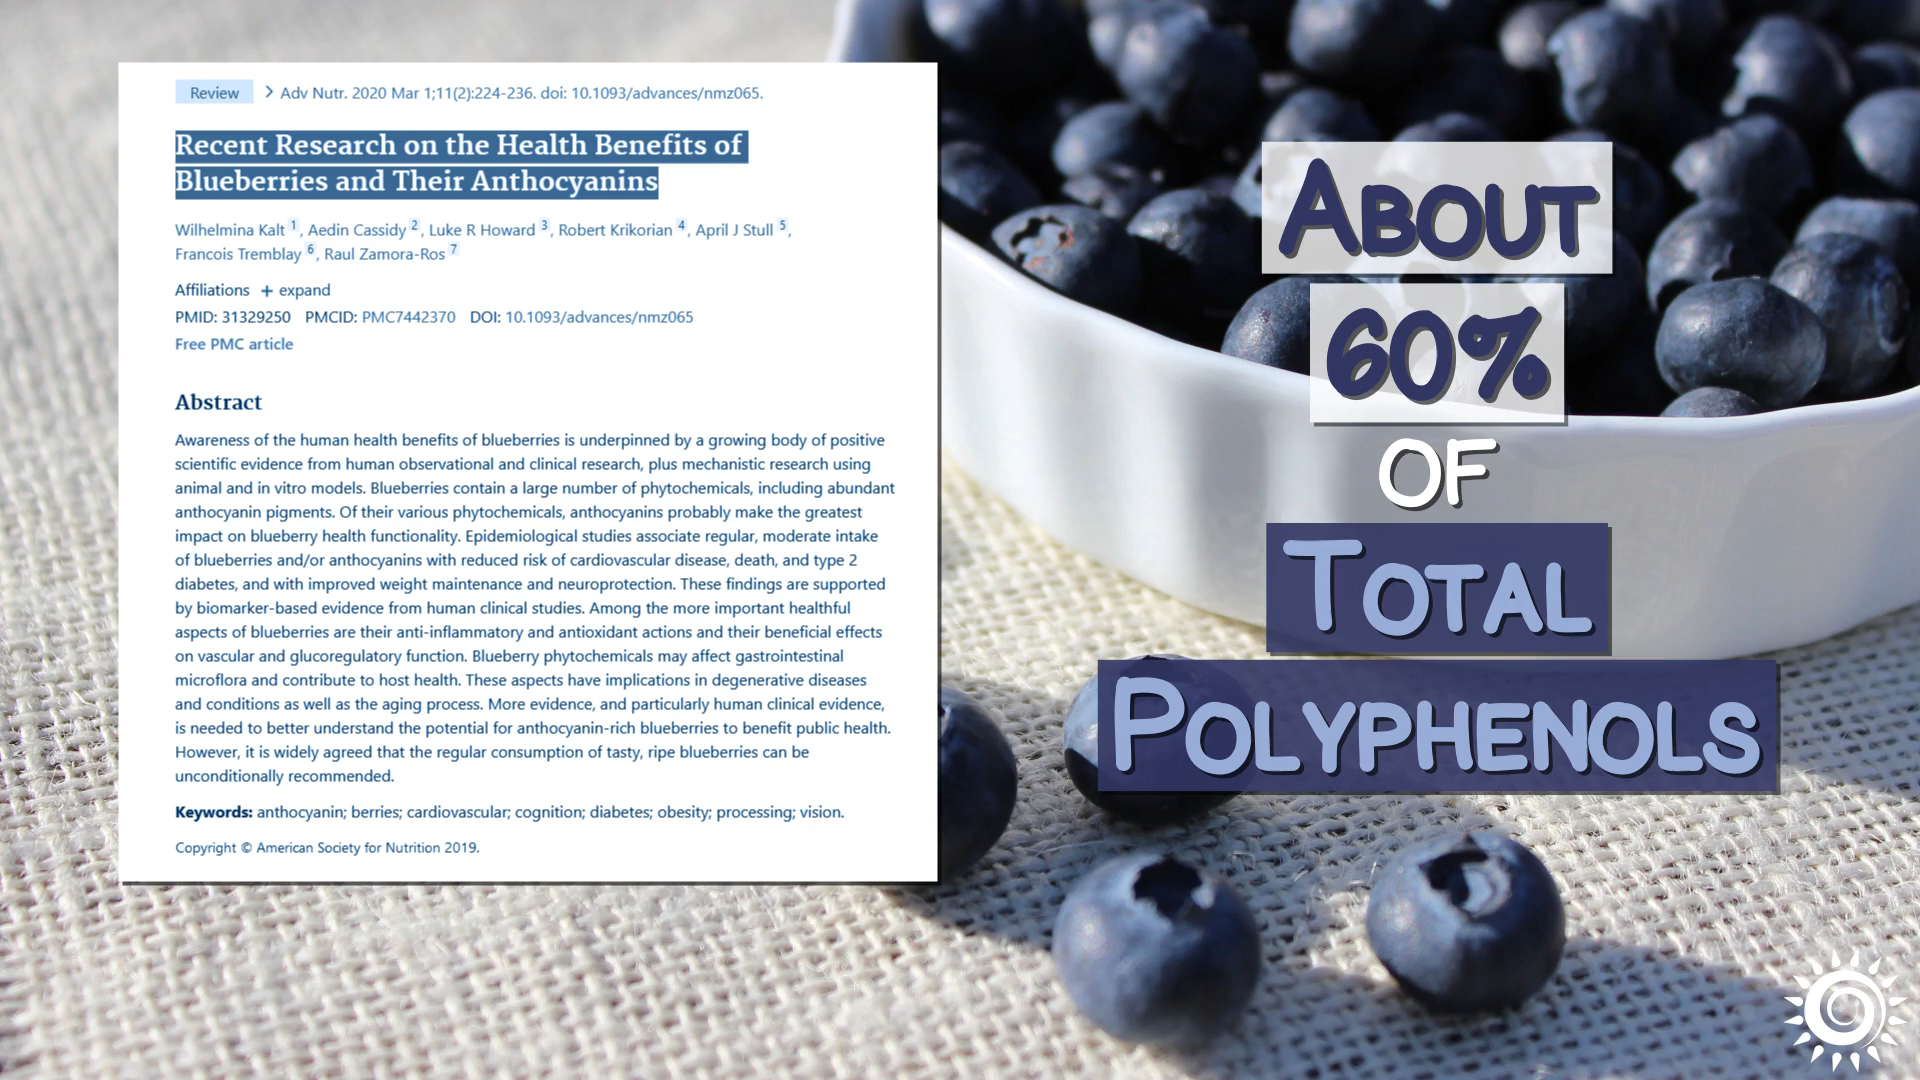 Review > Adv Nutr. 2020 Mar 1;11(2):224-236. doi: 10.1093/advances/nmz065.
Recent Research on the Health Benefits of
Blueberries and Their Anthocyanins
Wilhelmina Kalt 1, Aedin Cassidy 2, Luke R Howard 3, Robert Krikorian 4, April J Stull 5,
Francois Tremblay 6, Raul Zamora-Ros 7
Affiliations + expand
PMID: 31329250 PMCID: PMC7442370 DOI: 10.1093/advances/nmz065
Free PMC article
Abstract
Awareness of the human health benefits of blueberries is underpinned by a growing body of positive
scientific evidence from human observational and clinical research, plus mechanistic research using
animal and in vitro models. Blueberries contain a large number of phytochemicals, including abundant
anthocyanin pigments. Of their various phytochemicals, anthocyanins probably make the greatest
impact on blueberry health functionality. Epidemiological studies associate regular, moderate intake
of blueberries and/or anthocyanins with reduced risk of cardiovascular disease, death, and type 2
diabetes, and with improved weight maintenance and neuroprotection. These findings are supported
by biomarker-based evidence from human clinical studies. Among the more important healthful
aspects of blueberries are their anti-inflammatory and antioxidant actions and their beneficial effects
on vascular and glucoregulatory function. Blueberry phytochemicals may affect gastrointestinal
microflora and contribute to host health. These aspects have implications in degenerative diseases
and conditions as well as the aging process. More evidence, and particularly human clinical evidence,
is needed to better understand the potential for anthocyanin-rich blueberries to benefit public health.
However, it is widely agreed that the regular consumption of tasty, ripe blueberries can be
unconditionally recommended.
Keywords: anthocyanin; berries; cardiovascular; cognition; diabetes; obesity; processing; vision.
Copyright © American Society for Nutrition 2019.
About
60%
of
Total
Polyphenols